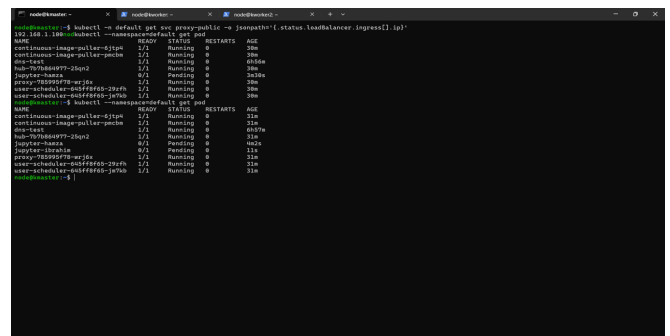 node@kmaster: ~
node@kworker: ~
node@kworker2: ~
node@kmaster:~$ kubectl -n default get svc proxy-public -o jsonpath='{.status.loadBalancer.ingress[].ip}'
192.168.1.100node@kubectl --namespace=default get pod
NAME READY STATUS RESTARTS AGE
continuous-image-puller-6jtp4 1/1 Running 0 30m
continuous-image-puller-pmcbm 1/1 Running 0 30m
dns-test 1/1 Running 0 6h56m
hub-7b7b864977-25qn2 1/1 Running 0 30m
jupyter-hamza 0/1 Pending 0 3m30s
proxy-785995f78-wrj6x 1/1 Running 0 30m
user-scheduler-645ff8f65-29zfh 1/1 Running 0 30m
user-scheduler-645ff8f65-jm7kb 1/1 Running 0 30m
node@kmaster:~$ kubectl --namespace=default get pod
NAME READY STATUS RESTARTS AGE
continuous-image-puller-6jtp4 1/1 Running 0 31m
continuous-image-puller-pmcbm 1/1 Running 0 31m
dns-test 1/1 Running 0 6h57m
hub-7b7b864977-25qn2 1/1 Running 0 31m
jupyter-hamza 0/1 Pending 0 4m2s
jupyter-ibrahim 0/1 Pending 0 11s
proxy-785995f78-wrj6x 1/1 Running 0 31m
user-scheduler-645ff8f65-29zfh 1/1 Running 0 31m
user-scheduler-645ff8f65-jm7kb 1/1 Running 0 31m
node@kmaster:~$